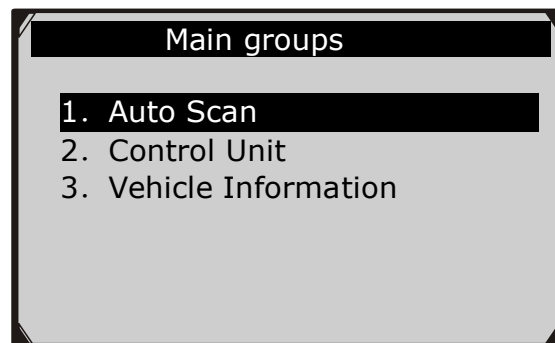 Main groups
1. Auto Scan
2. Control Unit
3. Vehicle Information